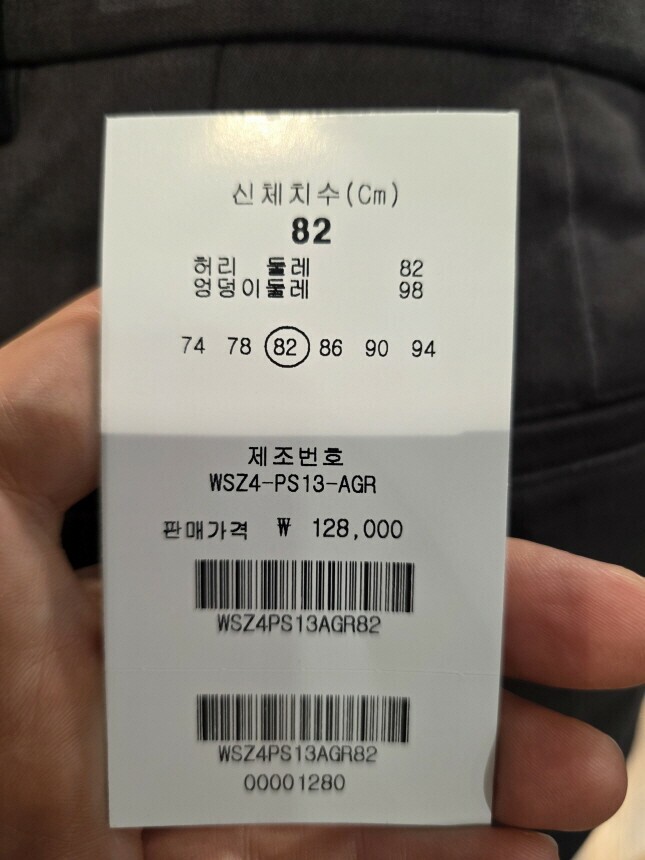 신체치수(Cm)
82
허리 둘레 82
엉덩이둘레 98
74 78 82 86 90 94
제조번호
WSZ4-PS13-AGR
판매가격 ₩ 128,000
WSZ4PS13AGR82
WSZ4PS13AGR82
00001280